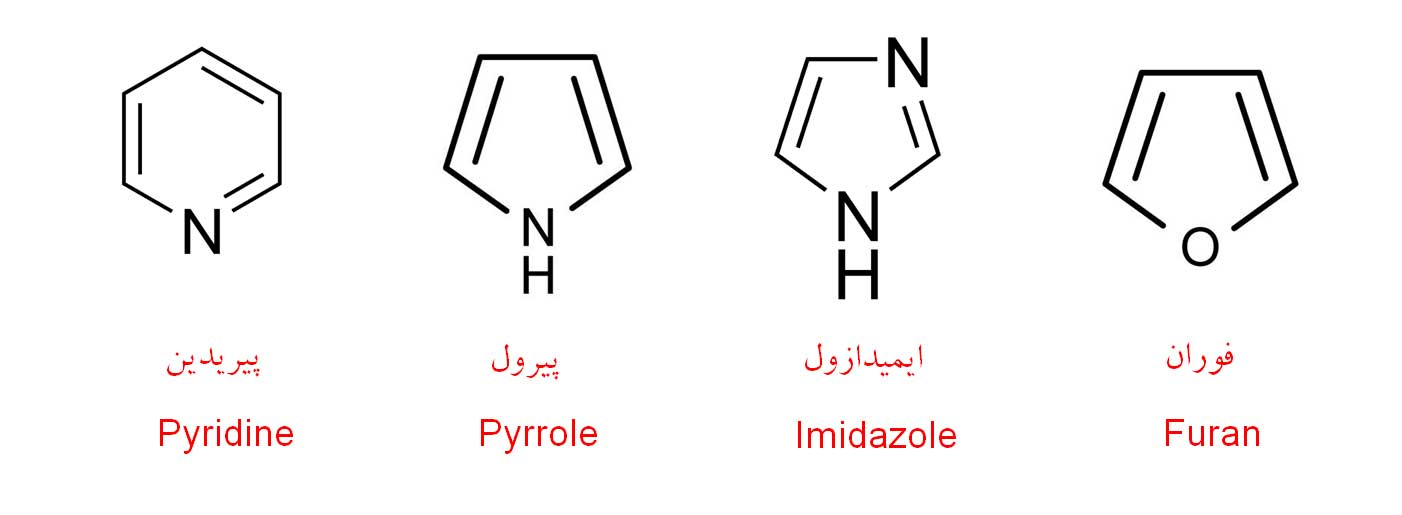 N
N
H
N
N
H
O
پیریدین
پیرول
ایمیدازول
فوران
Pyridine
Pyrrole
Imidazole
Furan